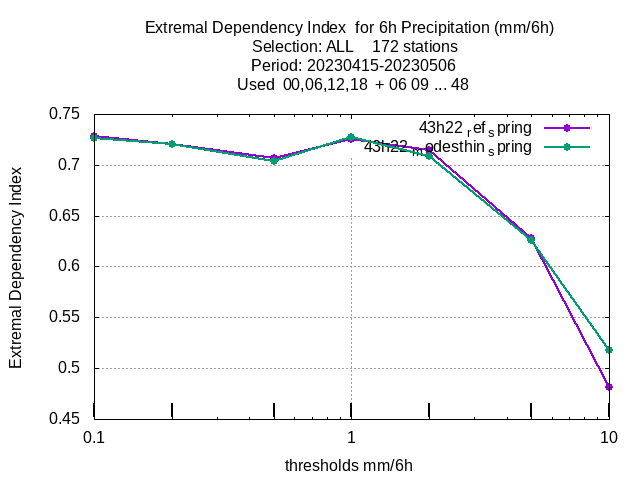 Extremal Dependency Index  for 6h Precipitation (mm/6h)
Selection: ALL    172 stations
Period: 20230415-20230506
Used  00,06,12,18  + 06 09 ... 48
43h22ref spring
43h22modesthinspring
0.75
0.7
0.65
0.6
0.55
0.5
0.45
Extremal Dependency Index
0.1
1
10
thresholds mm/6h